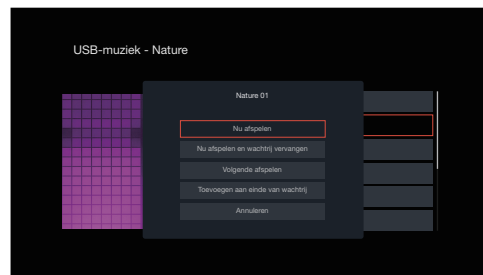 USB-muziek - Nature
Nature 01
Nu afspelen
Nu afspelen en wachtrij vervangen
Volgende afspelen
Toevoegen aan einde van wachtrij
Annuleren